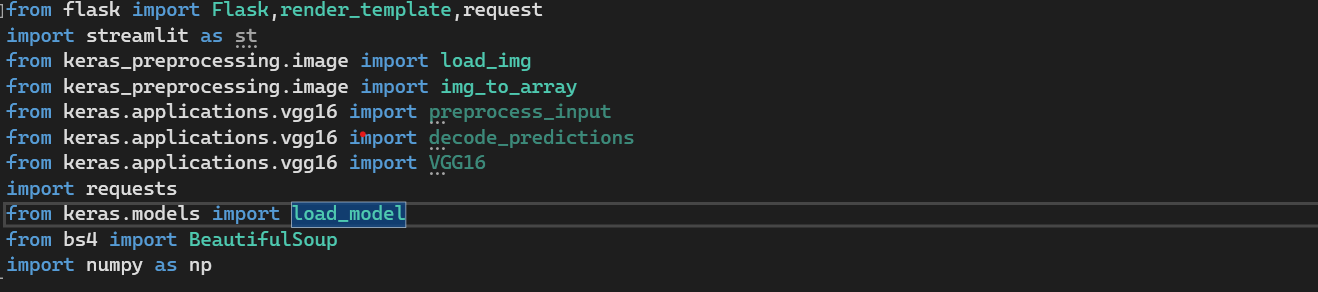 from flask import Flask,render_template,request
import streamlit as st
from keras_preprocessing.image import load_img
from keras_preprocessing.image import img_to_array
from keras.applications.vgg16 import preprocess_input
from keras.applications.vgg16 import decode_predictions
from keras.applications.vgg16 import VGG16
import requests
from keras.models import load_model
from bs4 import BeautifulSoup
import numpy as np